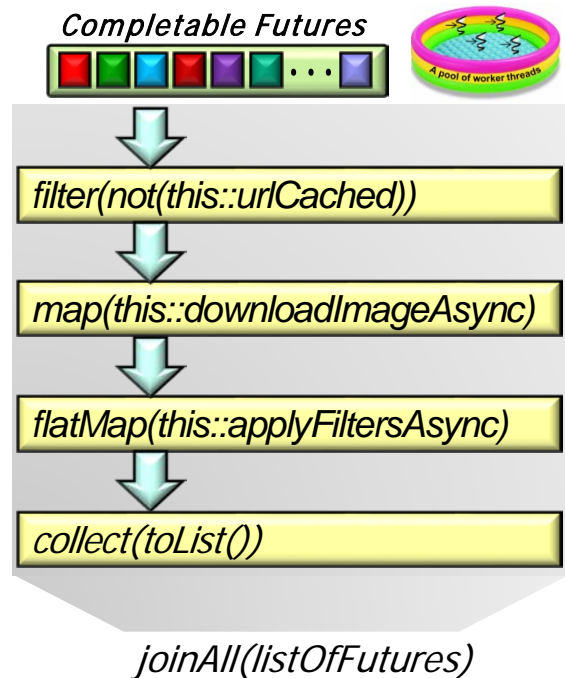 Completable Futures
A pool of worker threads
...
filter(not(this::urlCached))
map(this::downloadImageAsync)
flatMap(this::applyFiltersAsync)
collect(toList())
joinAll(listOfFutures)